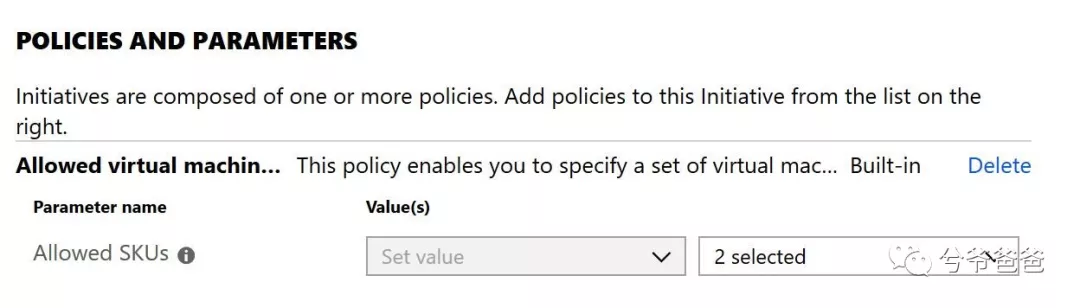 POLICIES AND PARAMETERS
Initiatives are composed of one or more policies. Add policies to this Initiative from the list on the
right.
Allowed virtual machin... This policy enables you to specify a set of virtual mac... Built-in Delete
Parameter name Value(s)
Allowed SKUs Set value 2 selected
兮爷爸爸